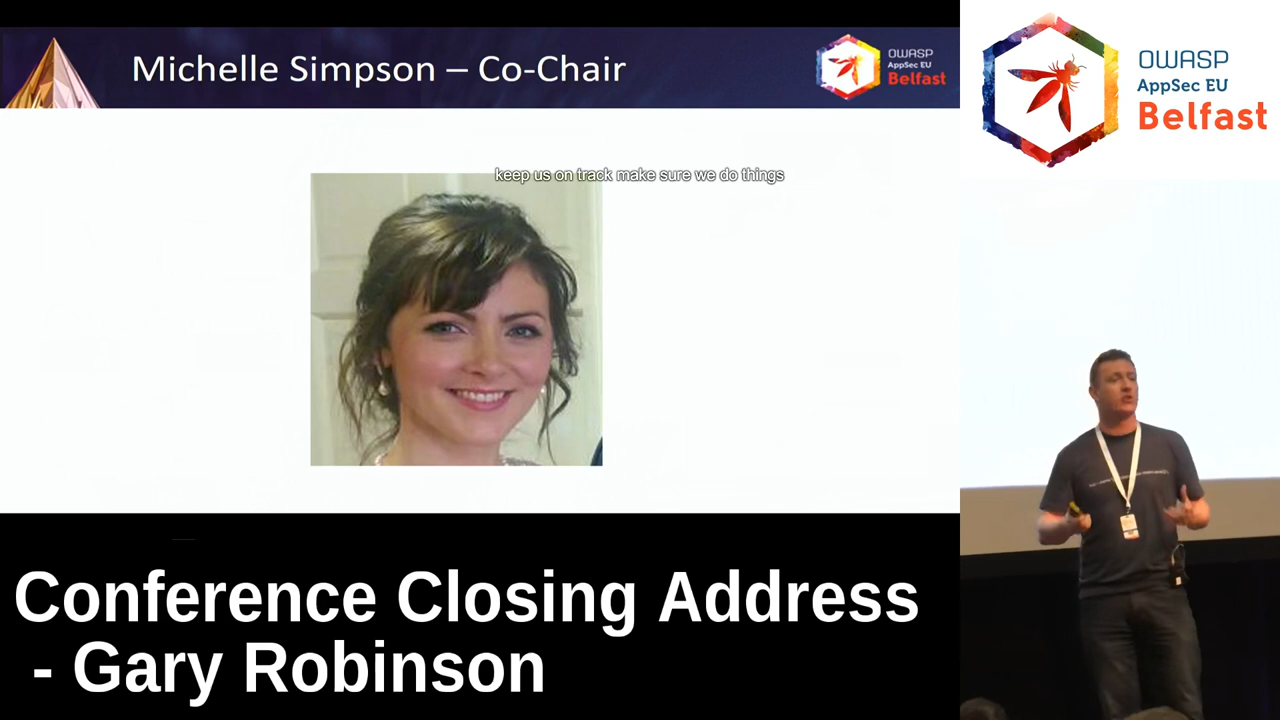 Michelle Simpson – Co-Chair
OWASP
AppSec EU
Belfast
OWASP
AppSec EU
Belfast
keep us on track make sure we do things
Conference Closing Address
- Gary Robinson